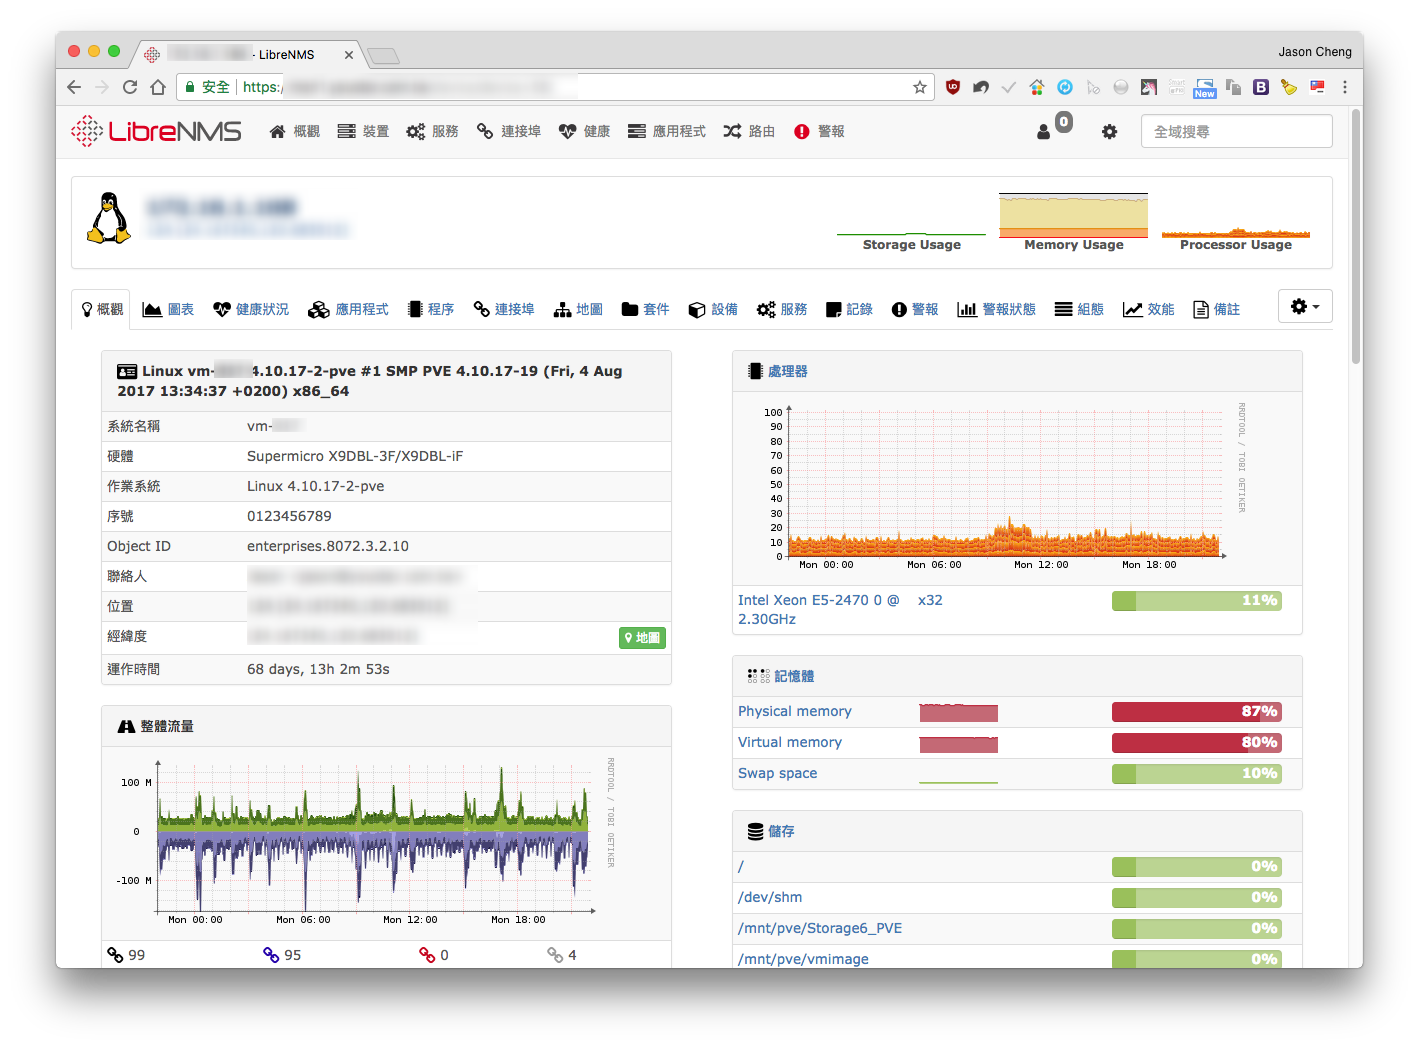 - LibreNMS
Jason Cheng
安全 https:/
New
LibreNMS 概觀 裝置 服務 連接埠 健康 應用程式 路由 警報 0 全域搜尋
Storage Usage Memory Usage Processor Usage
概觀 圖表 健康狀況 應用程式 程序 連接埠 地圖 套件 設備 服務 記錄 警報 警報狀態 組態 效能 備註
Linux vm- 4.10.17-2-pve #1 SMP PVE 4.10.17-19 (Fri, 4 Aug
2017 13:34:37 +0200) x86_64
系統名稱 vm-
硬體 Supermicro X9DBL-3F/X9DBL-iF
作業系統 Linux 4.10.17-2-pve
序號 0123456789
Object ID enterprises.8072.3.2.10
聯絡人
位置
經緯度 地圖
運作時間 68 days, 13h 2m 53s
整體流量
100 M
0
-100 M
Mon 00:00 Mon 06:00 Mon 12:00 Mon 18:00
RRDTOOL / TOBI OETIKER
99 95 0 4
處理器
100
90
80
70
60
50
40
30
20
10
0
Mon 00:00 Mon 06:00 Mon 12:00 Mon 18:00
RRDTOOL / TOBI OETIKER
Intel Xeon E5-2470 0 @ x32 11%
2.30GHz
記憶體
Physical memory 87%
Virtual memory 80%
Swap space 10%
儲存
/ 0%
/dev/shm 0%
/mnt/pve/Storage6_PVE 0%
/mnt/pve/vmimage 0%